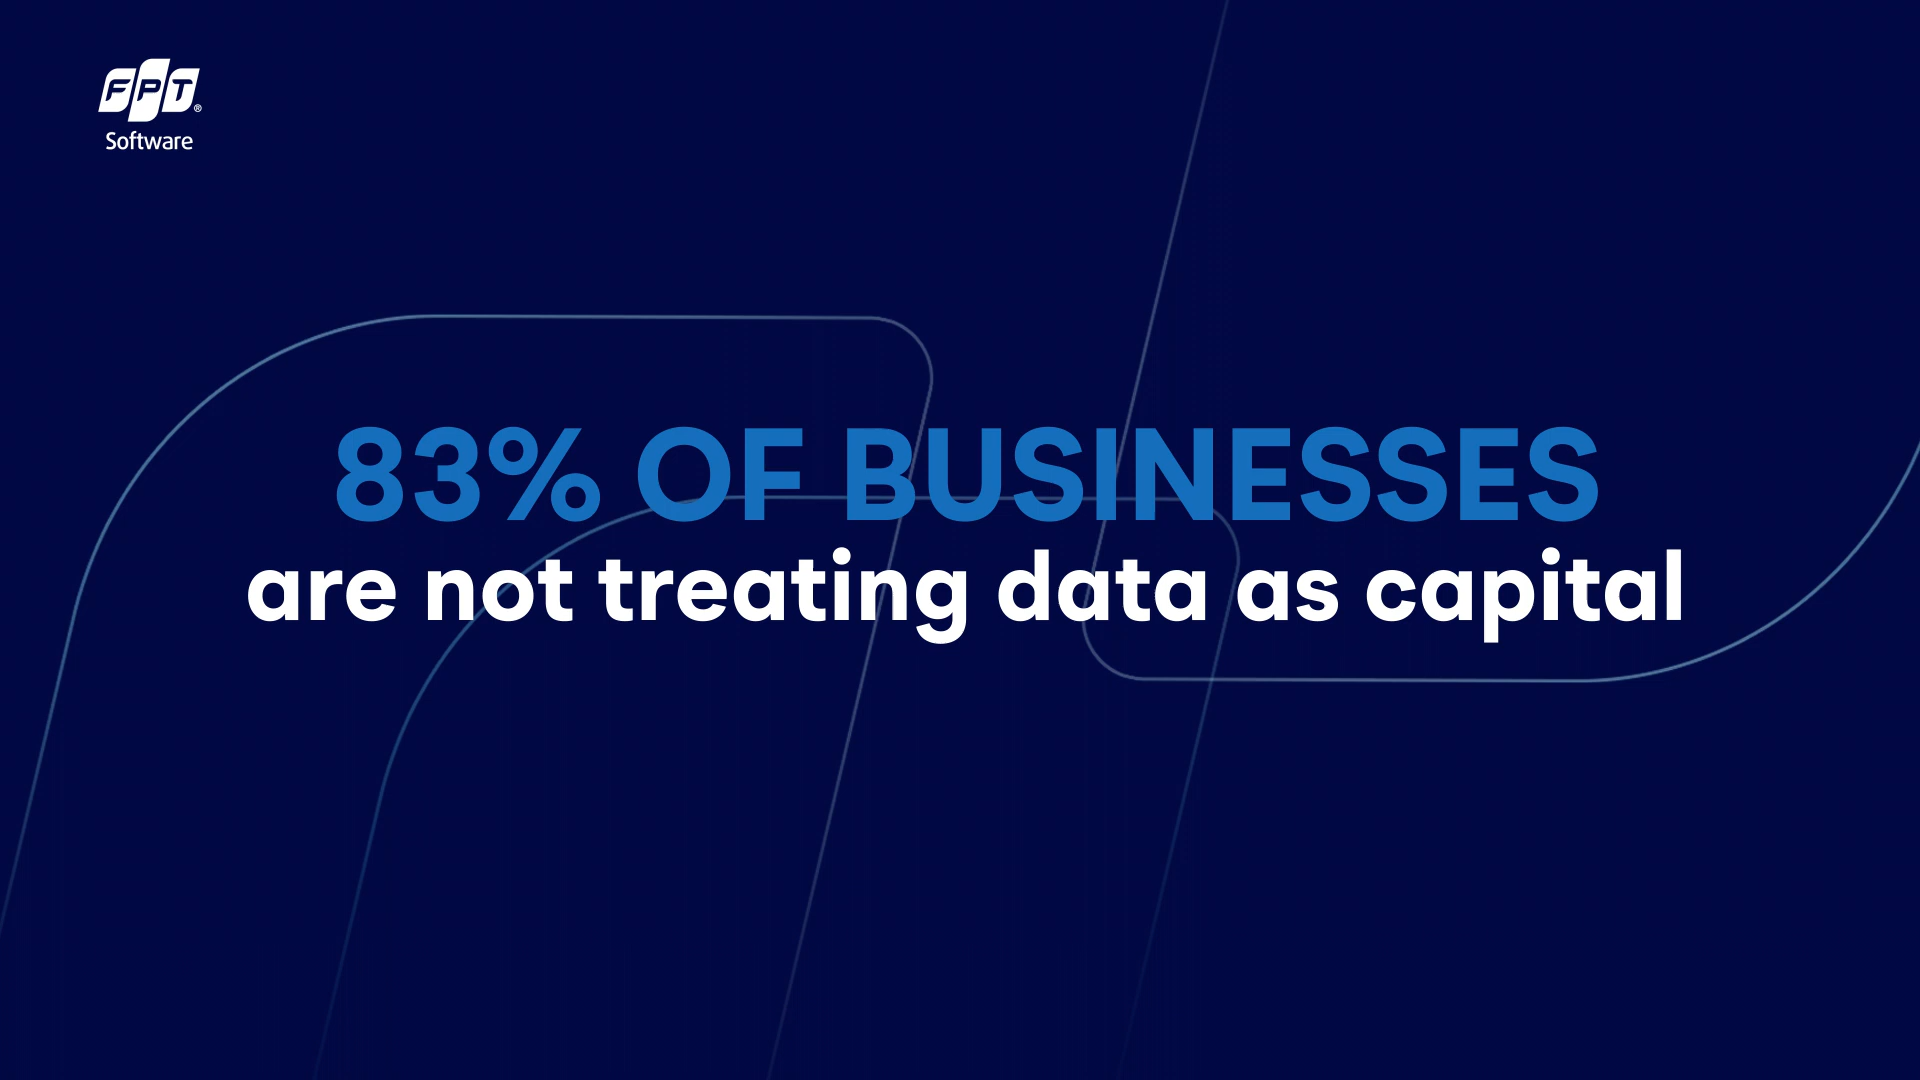 FPT®
Software
83% OF BUSINESSES
are not treating data as capital